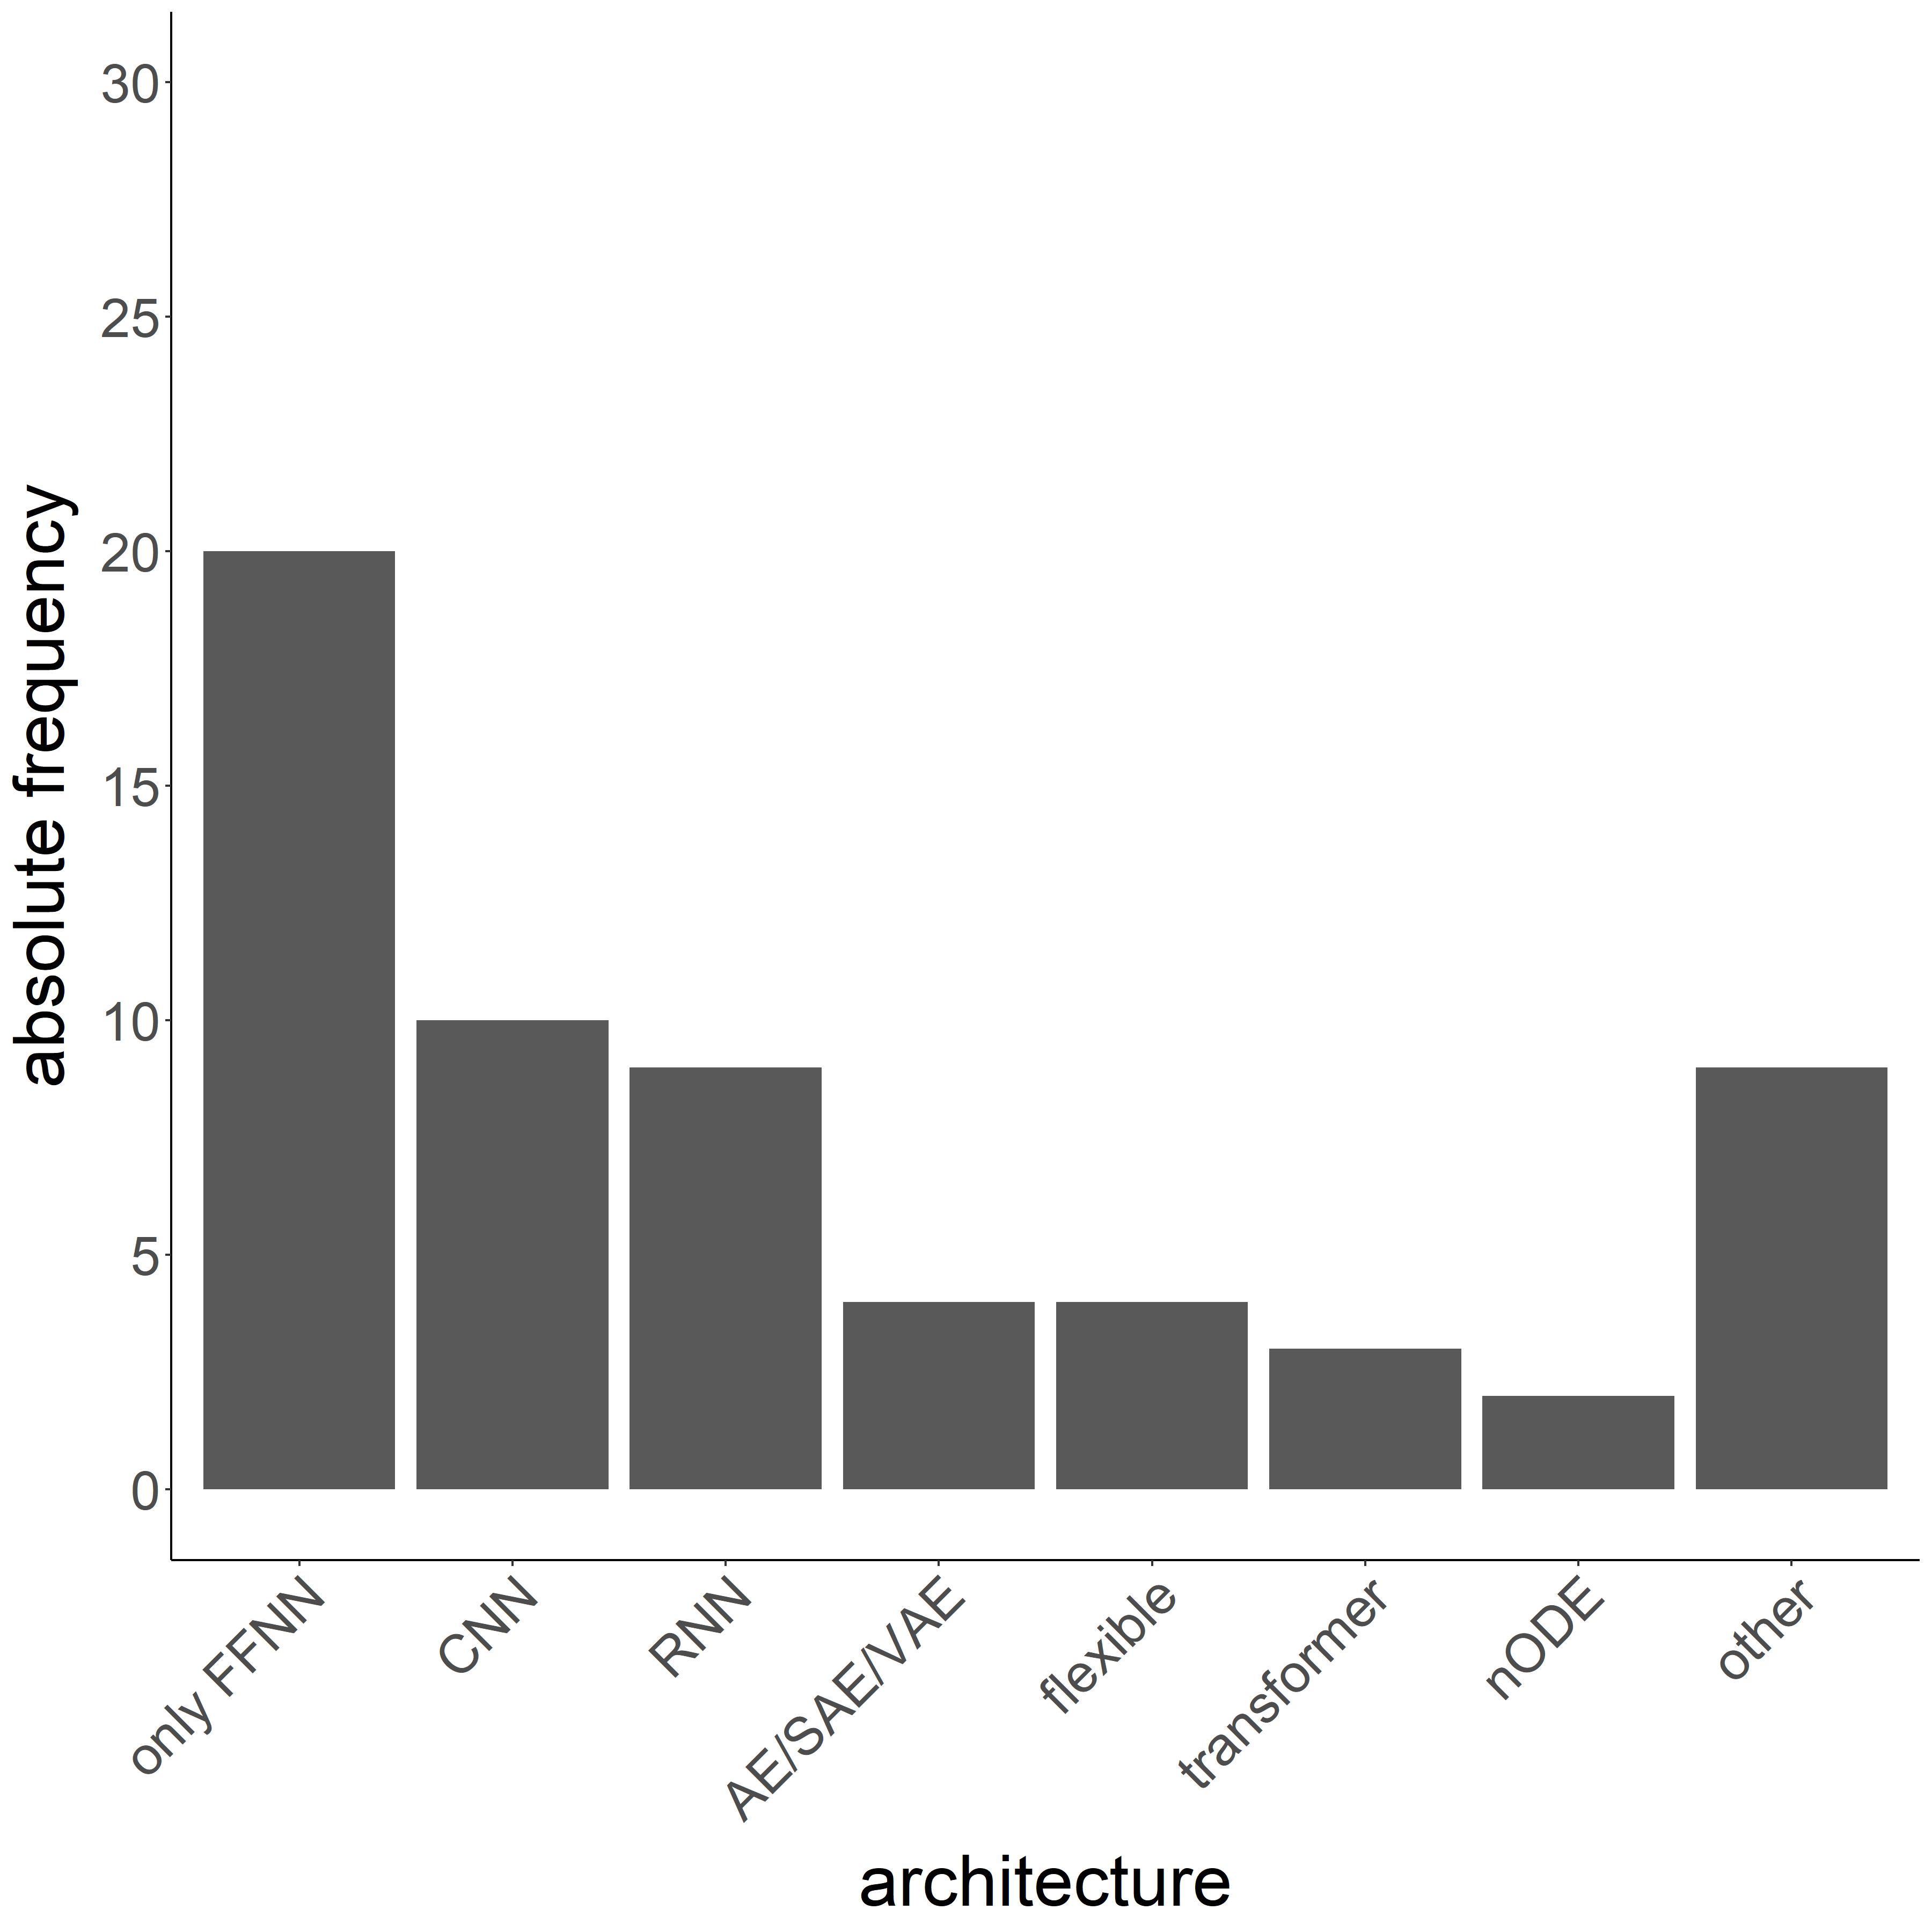 absolute frequency
30
25
20
15
10
5
0
only FFNN
CNN
RNN
AE/SAE/VAE
flexible
transformer
nODE
other
architecture